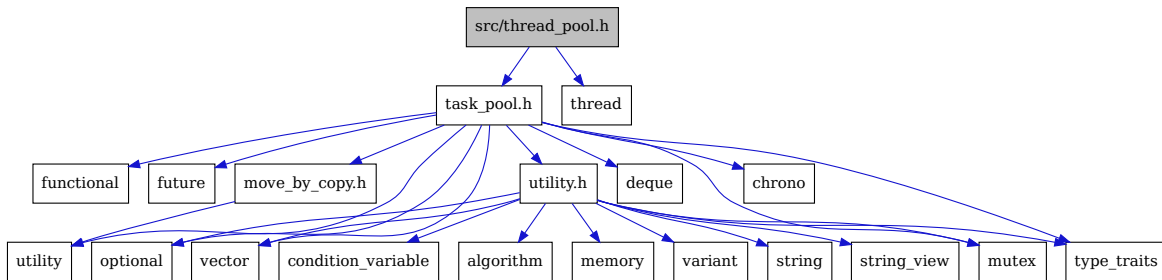 src/thread_pool.h
task_pool.h
thread
functional
future
move_by_copy.h
utility.h
deque
chrono
utility
optional
vector
condition_variable
algorithm
memory
variant
string
string_view
mutex
type_traits